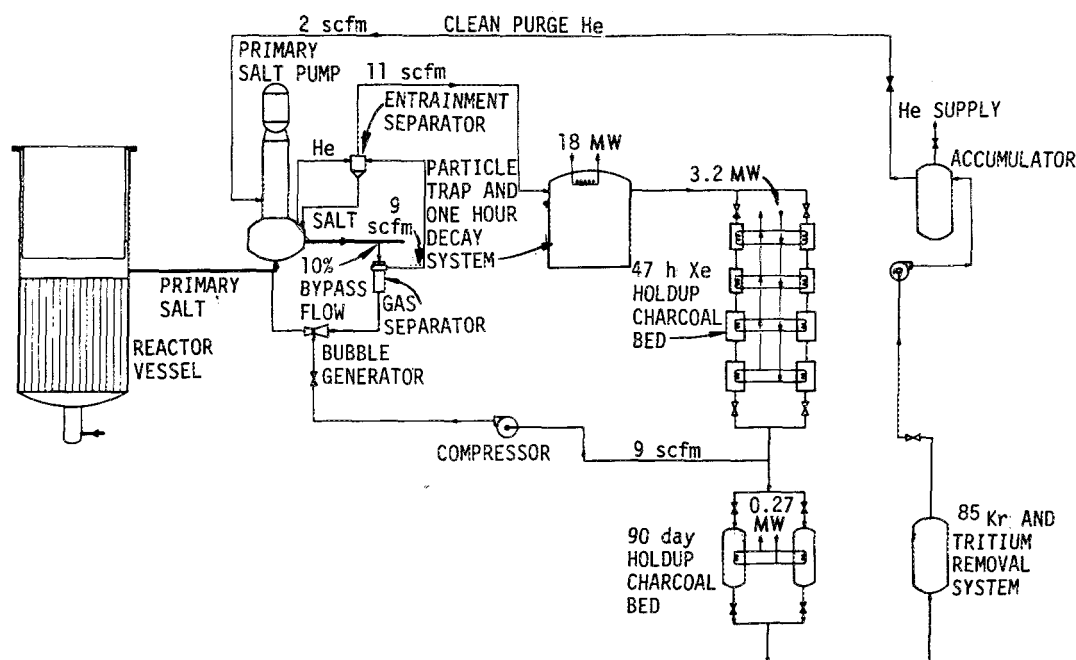 2 scfm
CLEAN PURGE He
PRIMARY
SALT PUMP
11 scfm
ENTRAINMENT
SEPARATOR
He
He SUPPLY
ACCUMULATOR
18 MW
PARTICLE
TRAP AND
ONE HOUR
DECAY
SYSTEM
3.2 MW
SALT
9
scfm
10%
BYPASS
FLOW
GAS
SEPARATOR
47 h Xe
HOLDUP
CHARCOAL
BED
PRIMARY
SALT
REACTOR
VESSEL
BUBBLE
GENERATOR
COMPRESSOR
9 scfm
0.27
MW
90 day
HOLDUP
CHARCOAL
BED
85Kr AND
TRITIUM
REMOVAL
SYSTEM